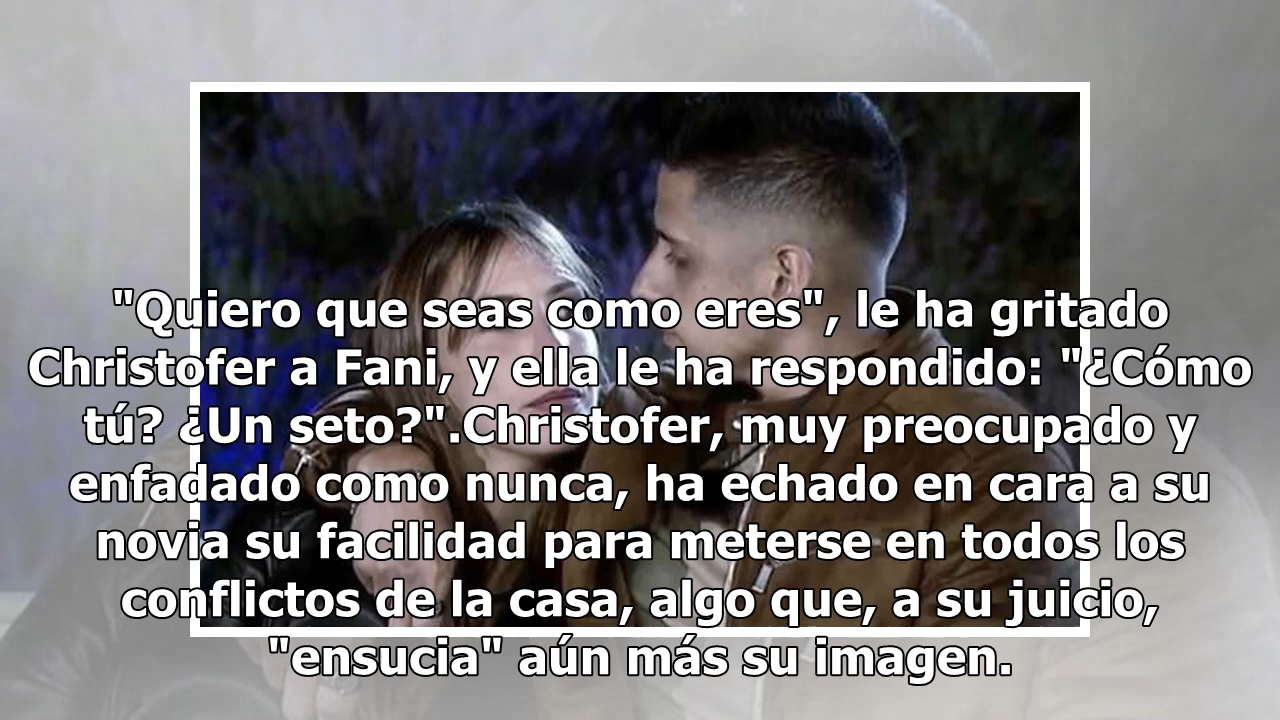 "Quiero que seas como eres", le ha gritado
Christofer a Fani, y ella le ha respondido: "¿Cómo
tú? ¿Un seto?".Christofer, muy preocupado y
enfadado como nunca, ha echado en cara a su
novia su facilidad para meterse en todos los
conflictos de la casa, algo que, a su juicio,
"ensucia" aún más su imagen.